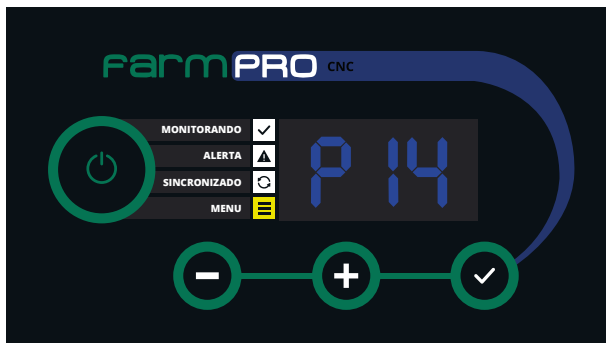 farmPRO CNC
MONITORANDO
ALERTA
SINCRONIZADO
MENU
P14